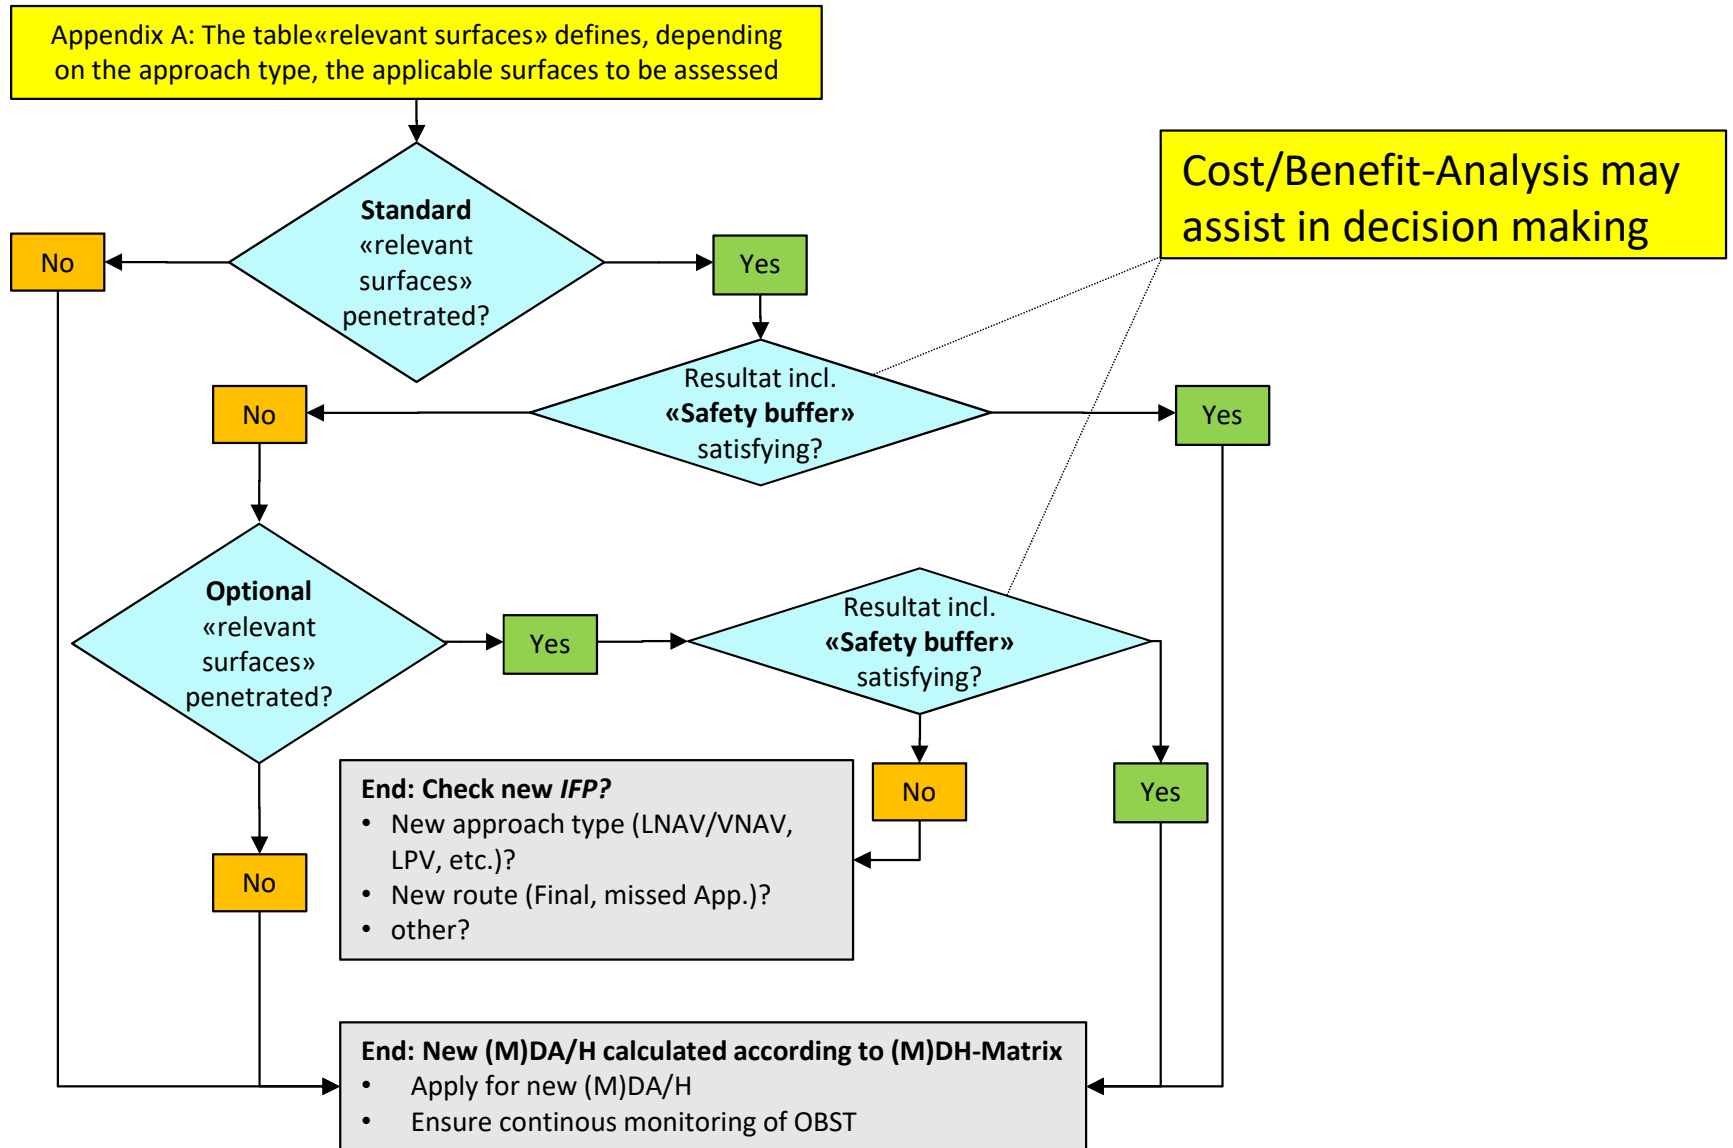 Appendix A: The table«relevant surfaces» defines, depending
on the approach type, the applicable surfaces to be assessed
Cost/Benefit-Analysis may
assist in decision making
Standard
«relevant
surfaces»
penetrated?
No
Yes
Resultat incl.
«Safety buffer»
satisfying?
No
Yes
Optional
«relevant
surfaces»
penetrated?
Yes
Resultat incl.
«Safety buffer»
satisfying?
No
Yes
No
End: Check new IFP?
• New approach type (LNAV/VNAV,
LPV, etc.)?
• New route (Final, missed App.)?
• other?
End: New (M)DA/H calculated according to (M)DH-Matrix
• Apply for new (M)DA/H
• Ensure continous monitoring of OBST